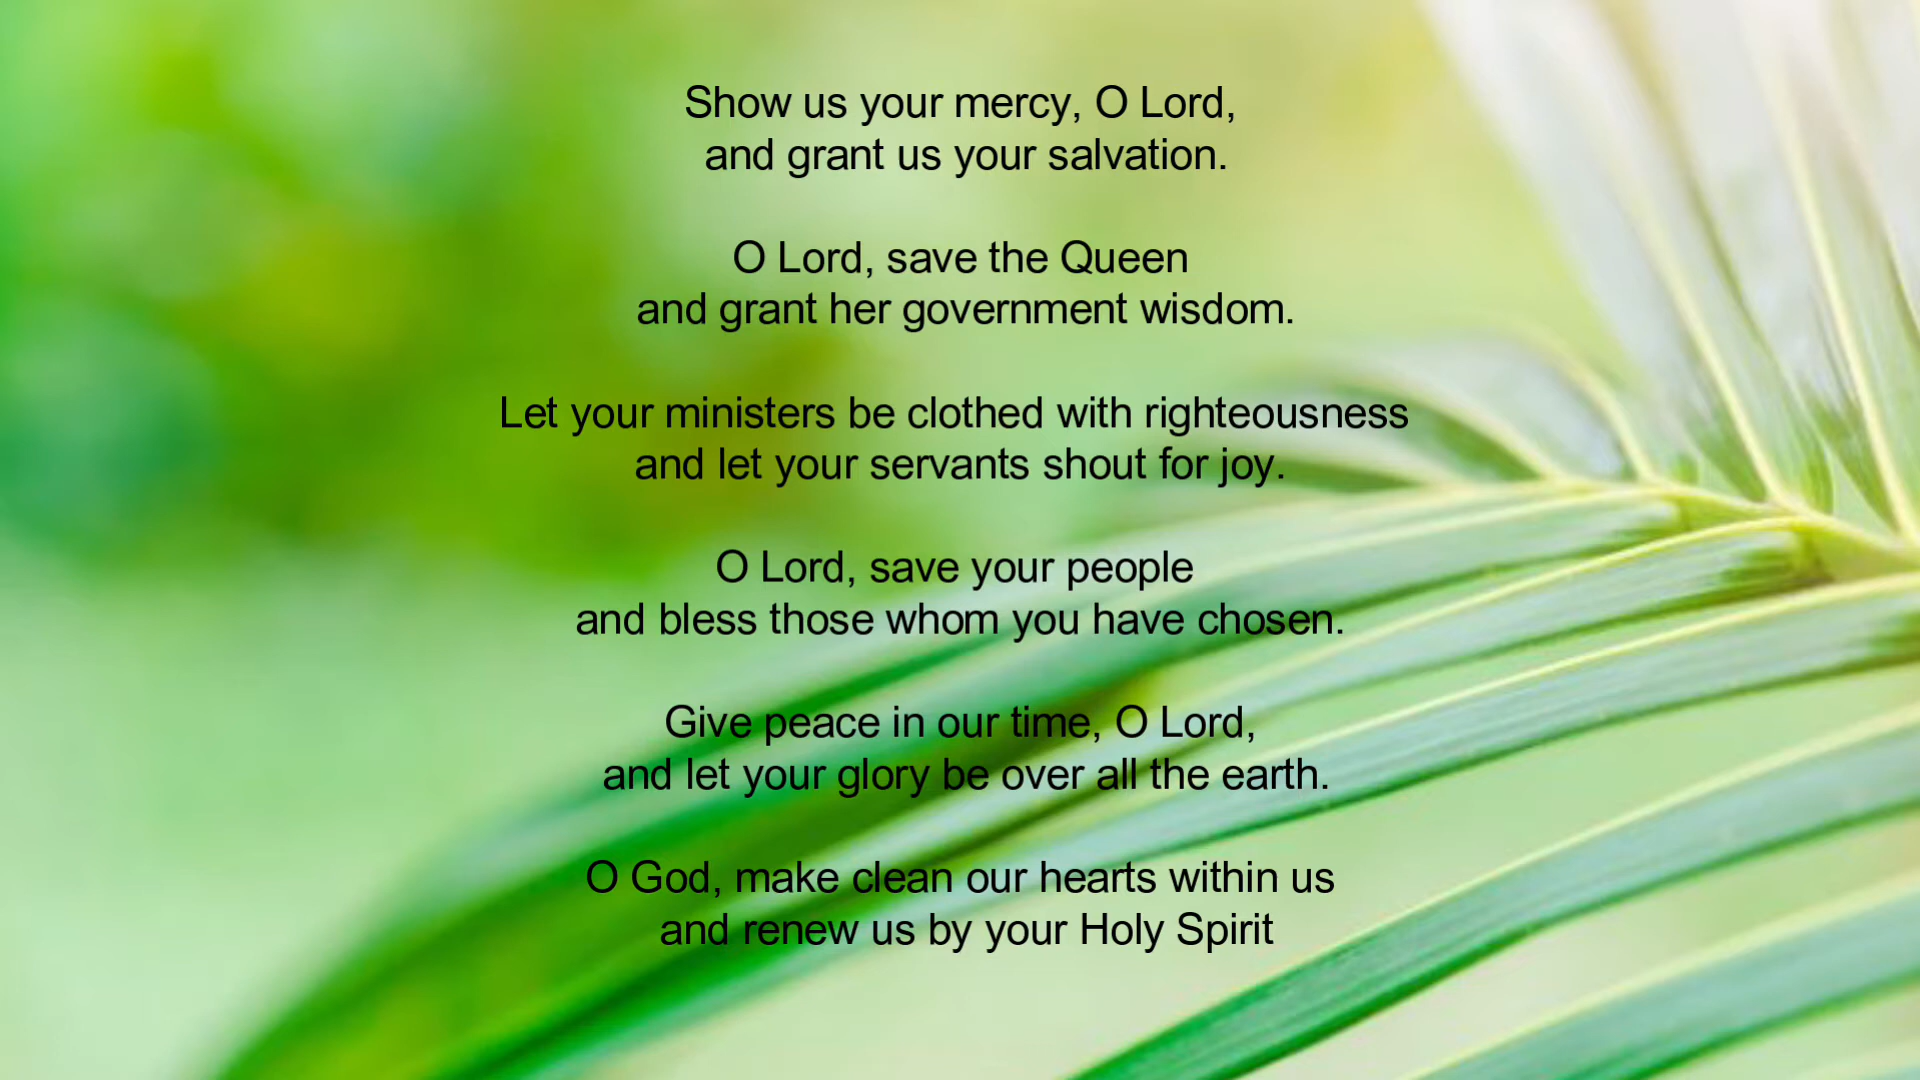 Show us your mercy, O Lord,
and grant us your salvation.
O Lord, save the Queen
and grant her government wisdom.
Let your ministers be clothed with righteousness
and let your servants shout for joy.
O Lord, save your people
and bless those whom you have chosen.
Give peace in our time, O Lord,
and let your glory be over all the earth.
O God, make clean our hearts within us
and renew us by your Holy Spirit